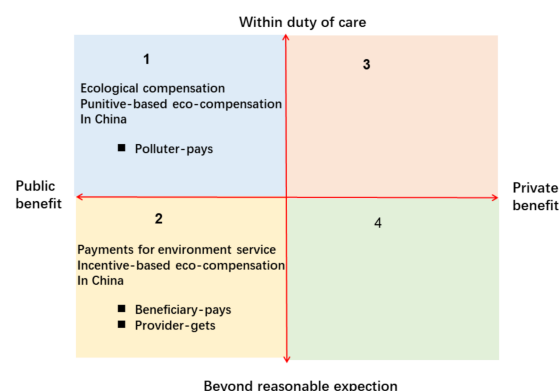 Within duty of care
1
3
Ecological compensation
Punitive-based eco-compensation
In China
■ Polluter-pays
Public
benefit
Private
benefit
2
4
Payments for environment service
Incentive-based eco-compensation
In China
■ Beneficiary-pays
■ Provider-gets
Beyond reasonable expection